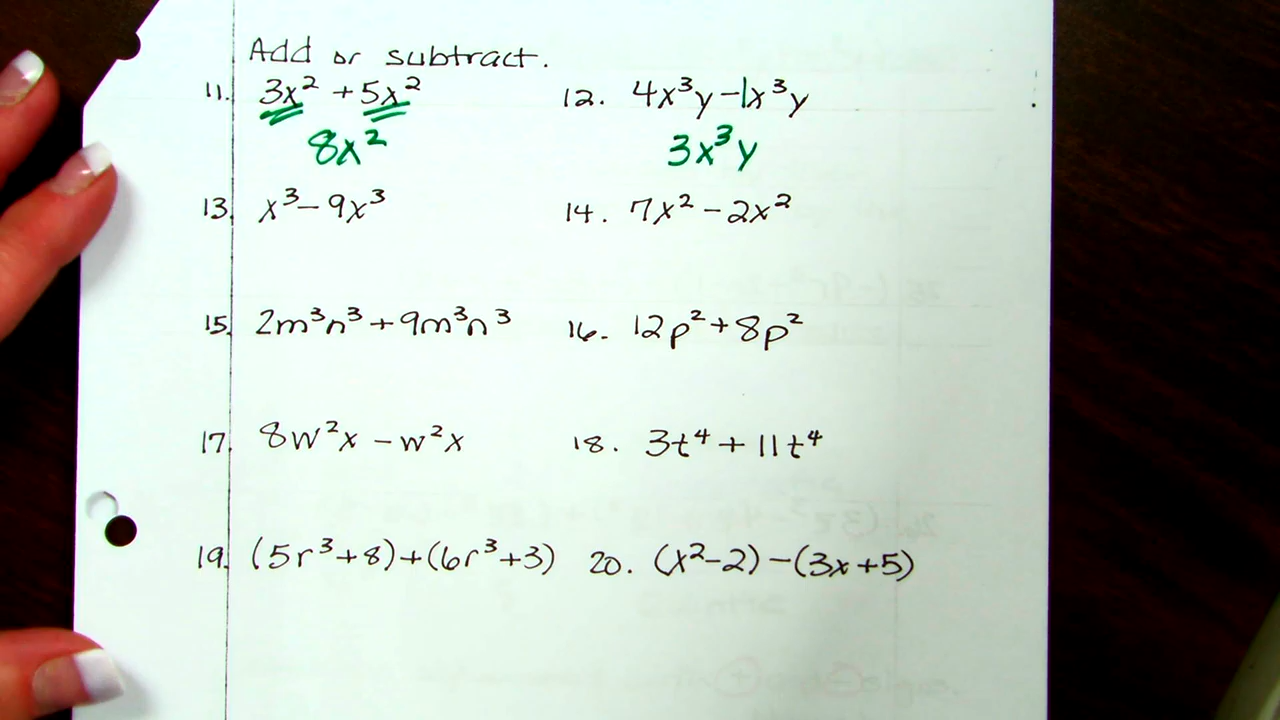 Add or subtract.
11. 3x² + 5x² 12. 4x³y - 1x³y
8x² 3x³y
13. x³ - 9x³ 14. 7x² - 2x²
15. 2m³n³ + 9m³n³ 16. 12p² + 8p²
17. 8w²x - w²x 18. 3t⁴ + 11t⁴
19. (5r³ + 8) + (6r³ + 3) 20. (x² - 2) - (3x + 5)